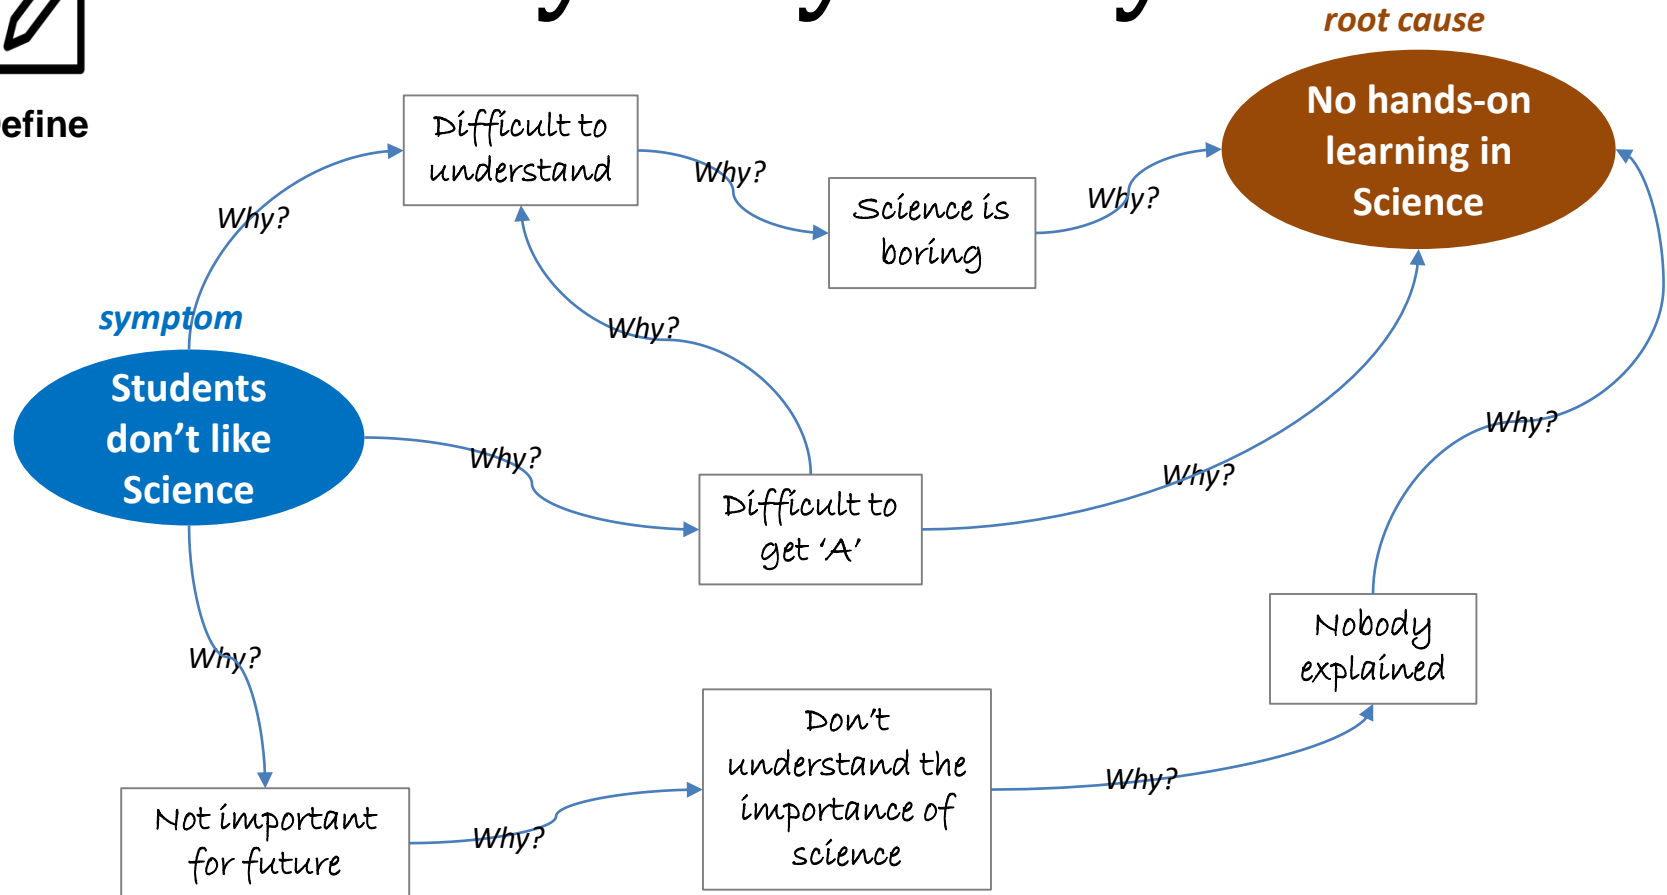 root cause
efine
Difficult to
understand
Why?
Science is
boring
Why?
No hands-on
learning in
Science
Why?
symptom
Students
don't like
Science
Why?
Why?
Difficult to
get 'A'
Why?
Why?
Nobody
explained
Why?
Not important
for future
Why?
Don't
understand the
importance of
science
Why?